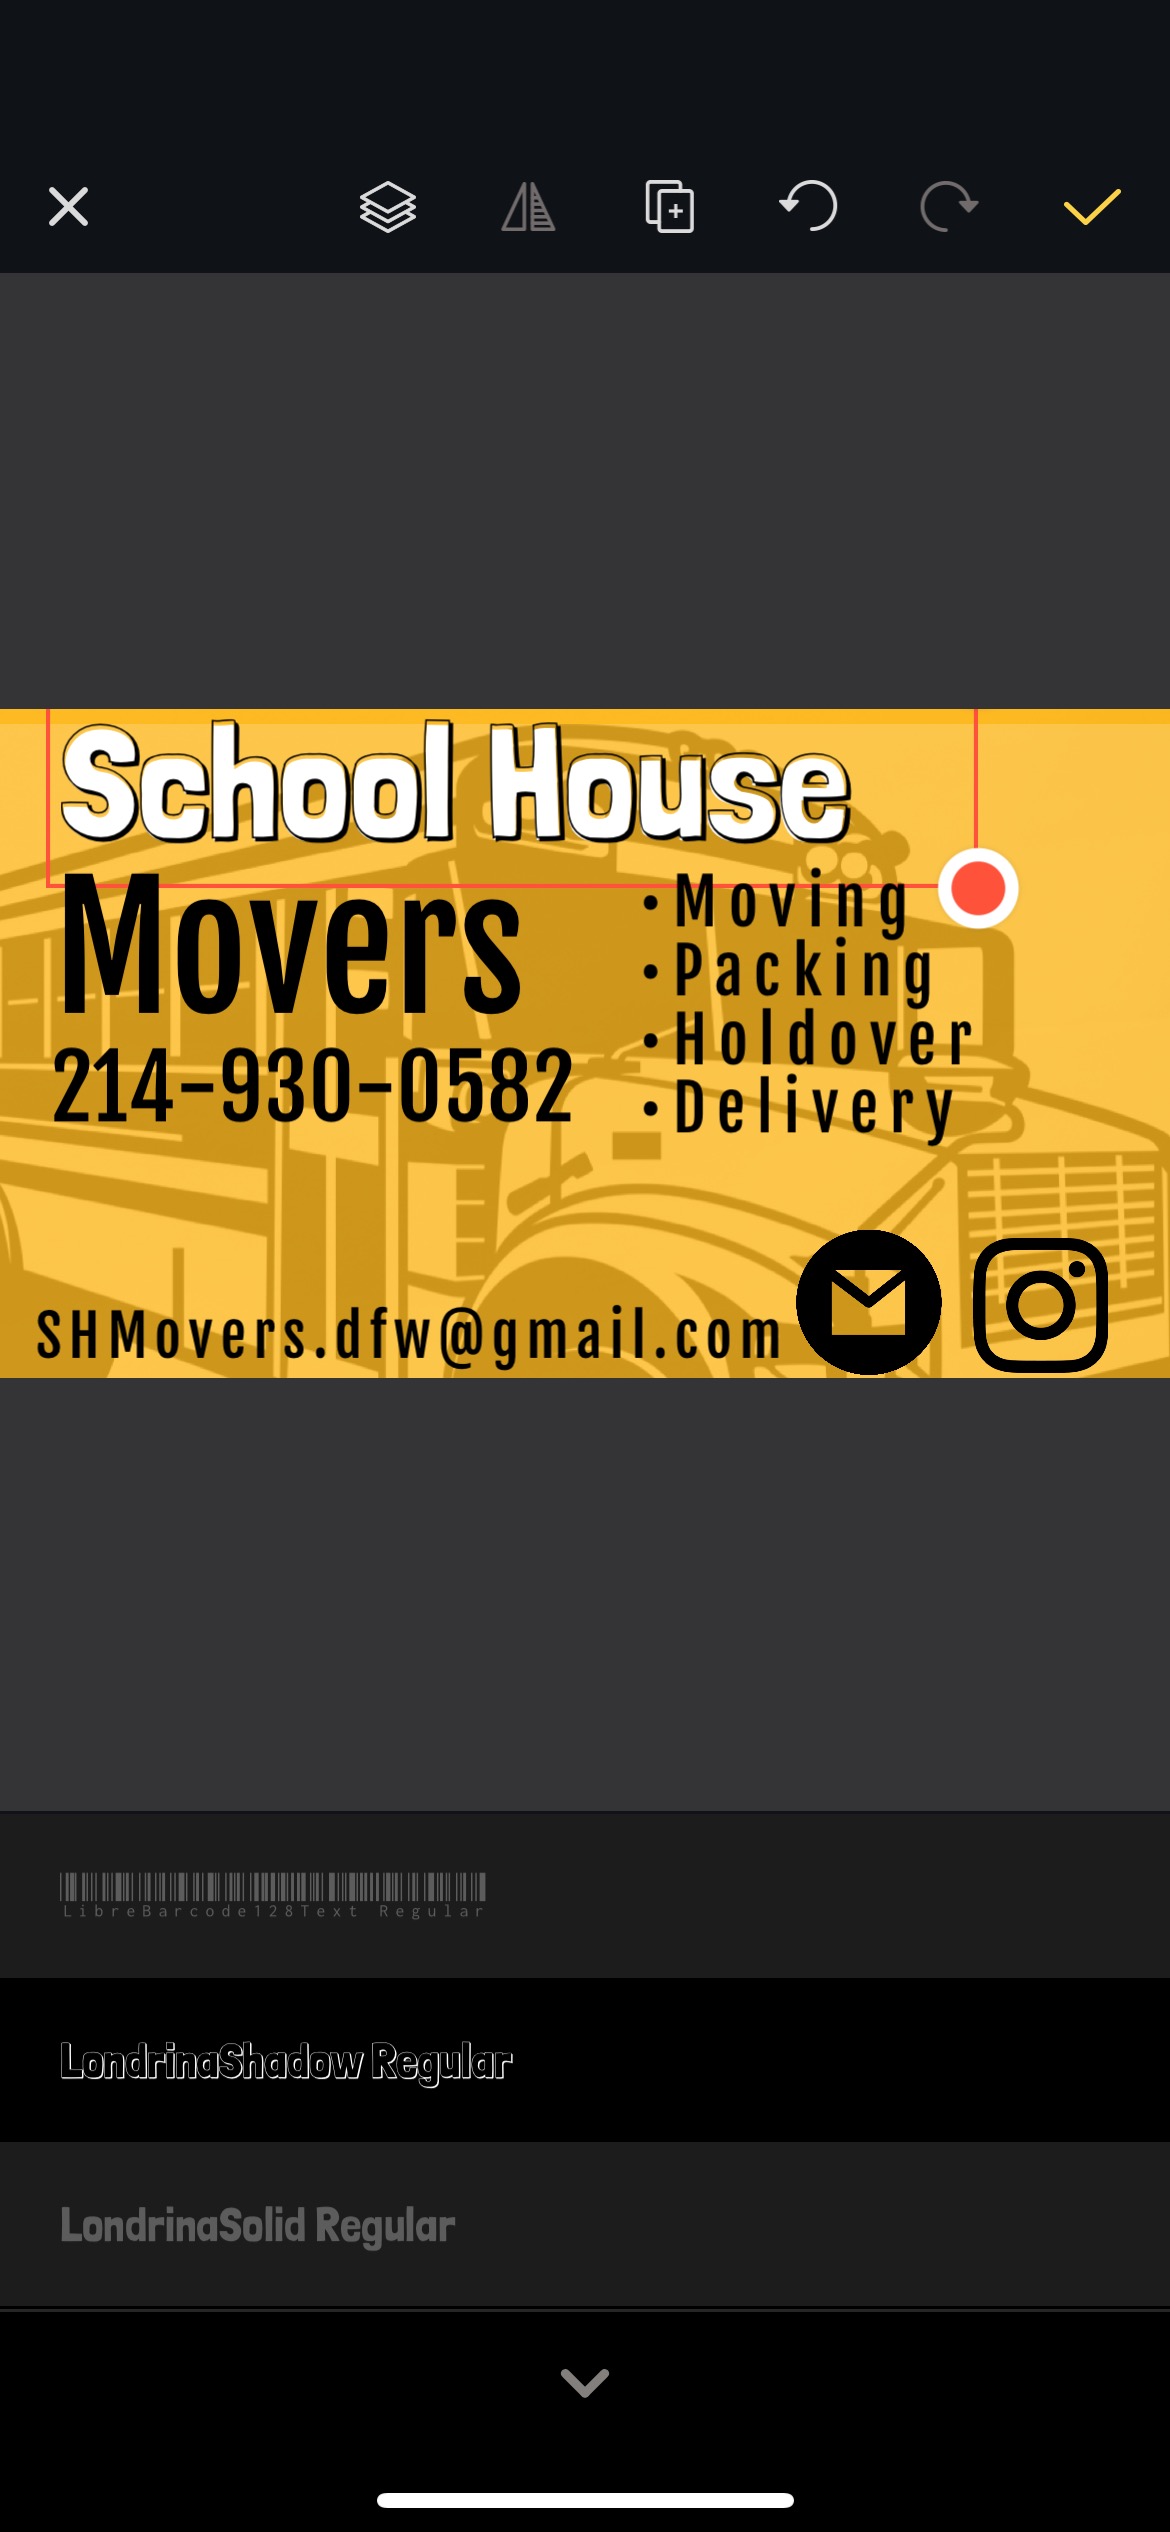 School House
Movers
214-930-0582
• Moving
• Packing
• Holdover
• Delivery
SHMovers.dfw@gmail.com
LibreBarcode128Text Regular
LondrinaShadow Regular
LondrinaSolid Regular